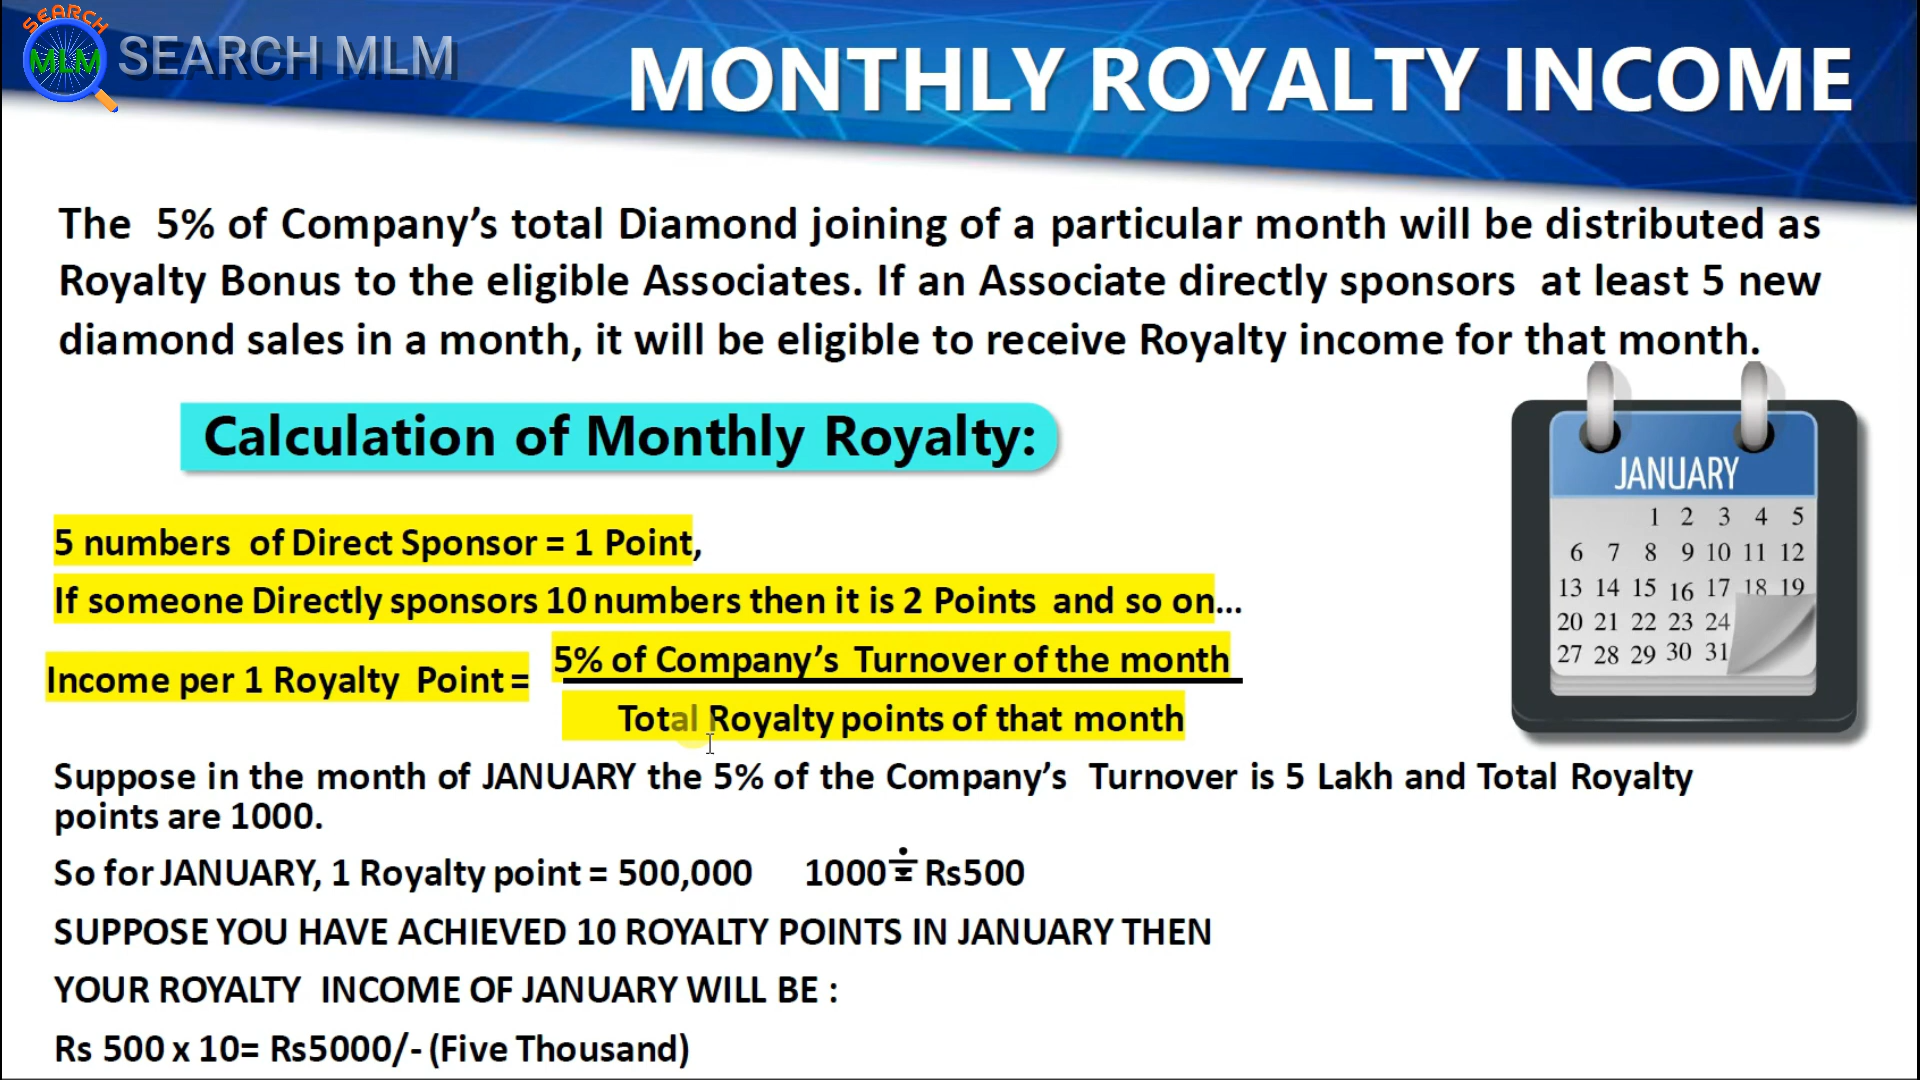 SEARCH
MLM
SEARCH MLM
MONTHLY ROYALTY INCOME
The 5% of Company’s total Diamond joining of a particular month will be distributed as
Royalty Bonus to the eligible Associates. If an Associate directly sponsors at least 5 new
diamond sales in a month, it will be eligible to receive Royalty income for that month.
Calculation of Monthly Royalty:
5 numbers of Direct Sponsor = 1 Point,
If someone Directly sponsors 10 numbers then it is 2 Points and so on...
Income per 1 Royalty Point =
5% of Company’s Turnover of the month
Total Royalty points of that month
JANUARY
1 2 3 4 5
6 7 8 9 10 11 12
13 14 15 16 17 18 19
20 21 22 23 24
27 28 29 30 31
Suppose in the month of JANUARY the 5% of the Company’s Turnover is 5 Lakh and Total Royalty
points are 1000.
So for JANUARY, 1 Royalty point = 500,000 1000 ÷ = Rs500
SUPPOSE YOU HAVE ACHIEVED 10 ROYALTY POINTS IN JANUARY THEN
YOUR ROYALTY INCOME OF JANUARY WILL BE :
Rs 500 x 10= Rs5000/- (Five Thousand)